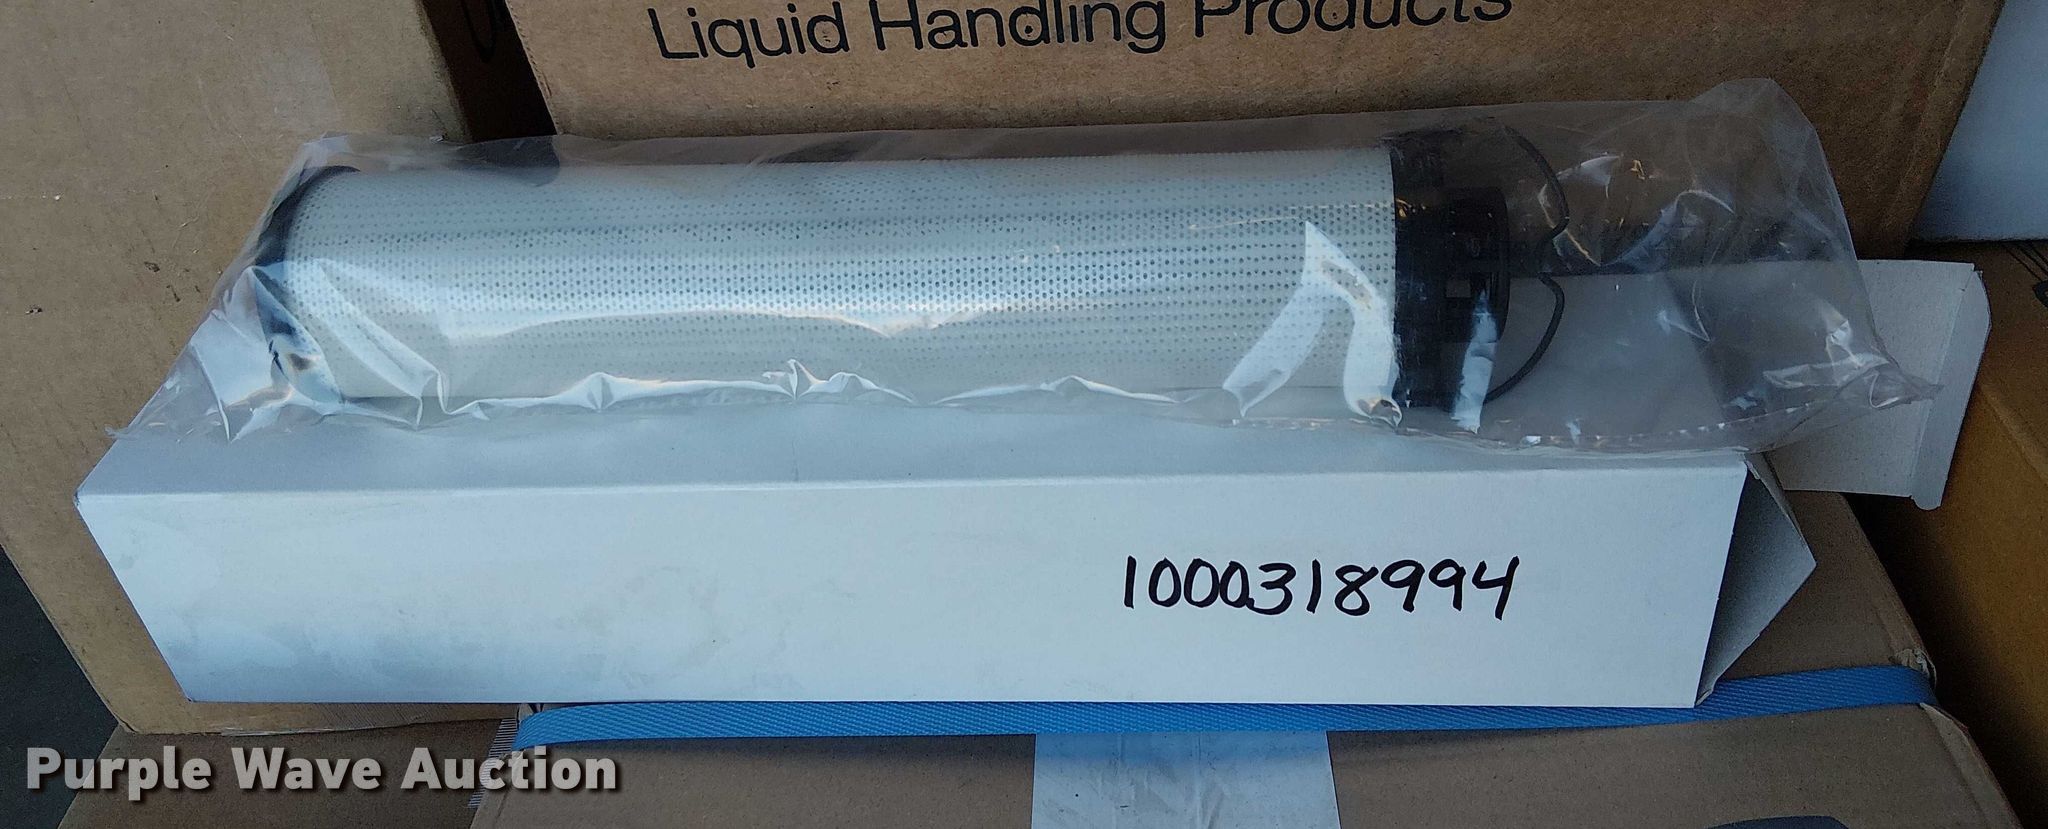 Liquid Handling Products
1000318994
Purple Wave Auction